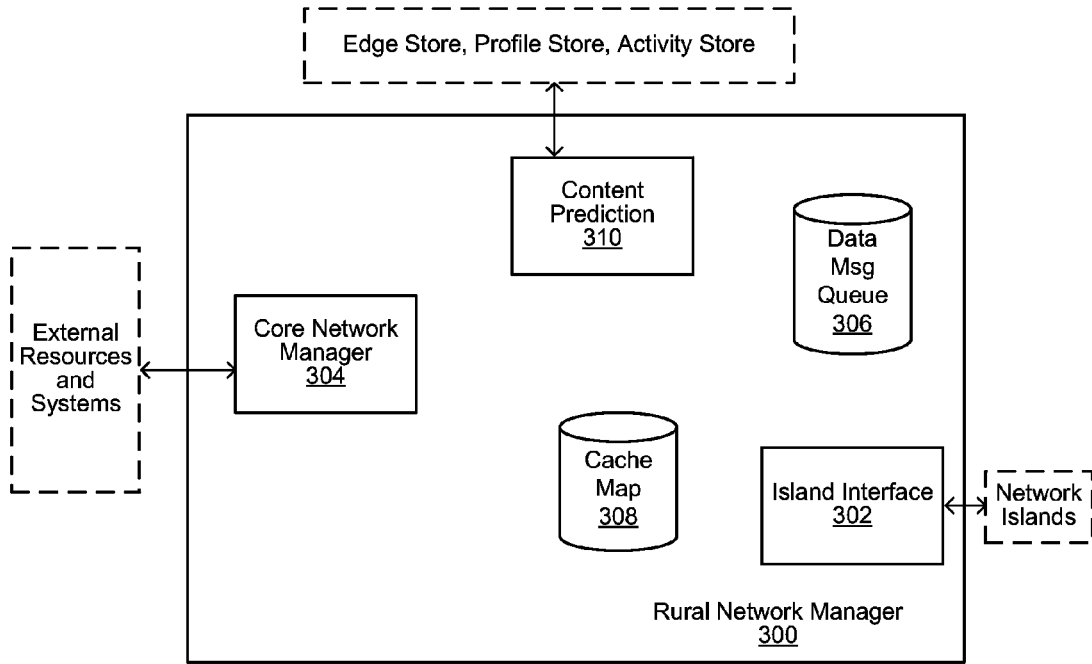 Edge Store, Profile Store, Activity Store
Content
Prediction
310
Data
Msg
Queue
306
External
Resources
and
Systems
Core Network
Manager
304
Cache
Map
308
Island Interface
302
Network
Islands
Rural Network Manager
300